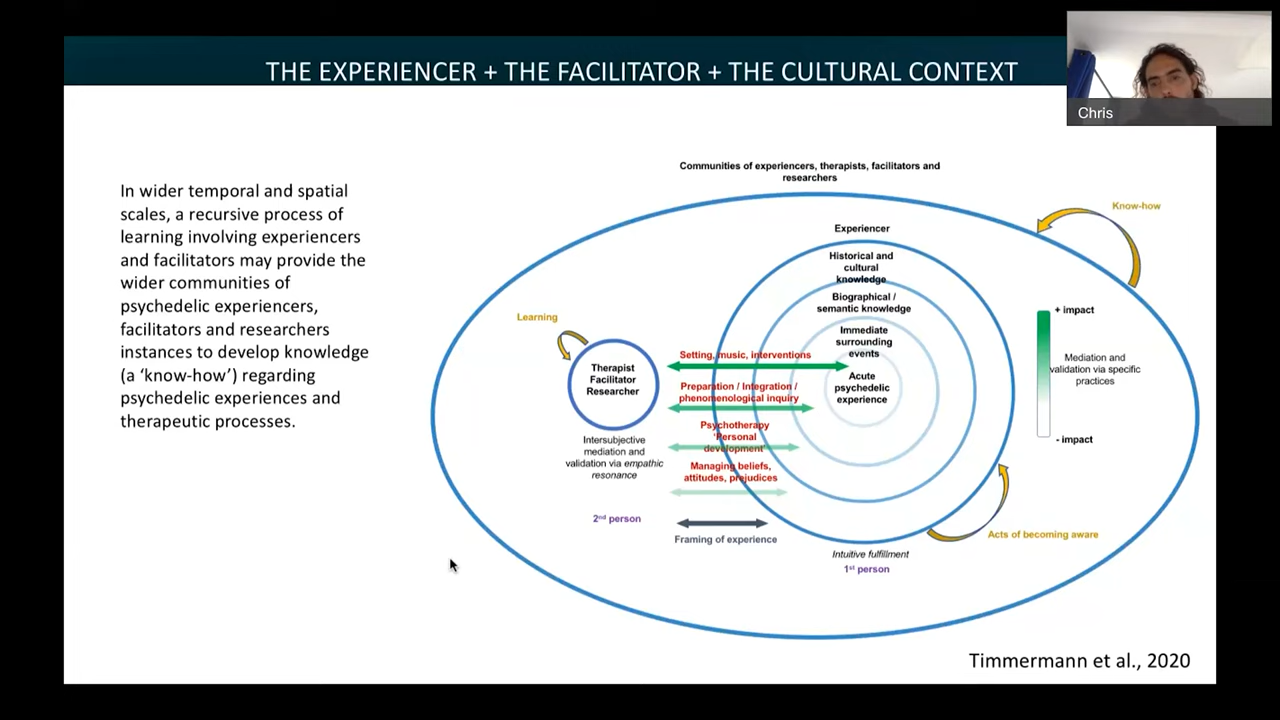 THE EXPERIENCER + THE FACILITATOR + THE CULTURAL CONTEXT
Chris
In wider temporal and spatial
scales, a recursive process of
learning involving experiencers
and facilitators may provide the
wider communities of
psychedelic experiencers,
facilitators and researchers
instances to develop knowledge
(a ‘know-how’) regarding
psychedelic experiences and
therapeutic processes.
Communities of experiencers, therapists, facilitators and
researchers
Know-how
Experiencer
Historical and
cultural
knowledge
Biographical /
semantic knowledge
Immediate
surrounding
events
Acute
psychedelic
experience
Learning
Therapist
Facilitator
Researcher
Intersubjective
mediation and
validation via empathic
resonance
2nd person
Setting, music, interventions
Preparation / Integration /
phenomenological inquiry
Psychotherapy
'Personal
development'
Managing beliefs,
attitudes, prejudices
Framing of experience
+ impact
Mediation and
validation via specific
practices
- impact
Acts of becoming aware
Intuitive fulfillment
1st person
Timmermann et al., 2020